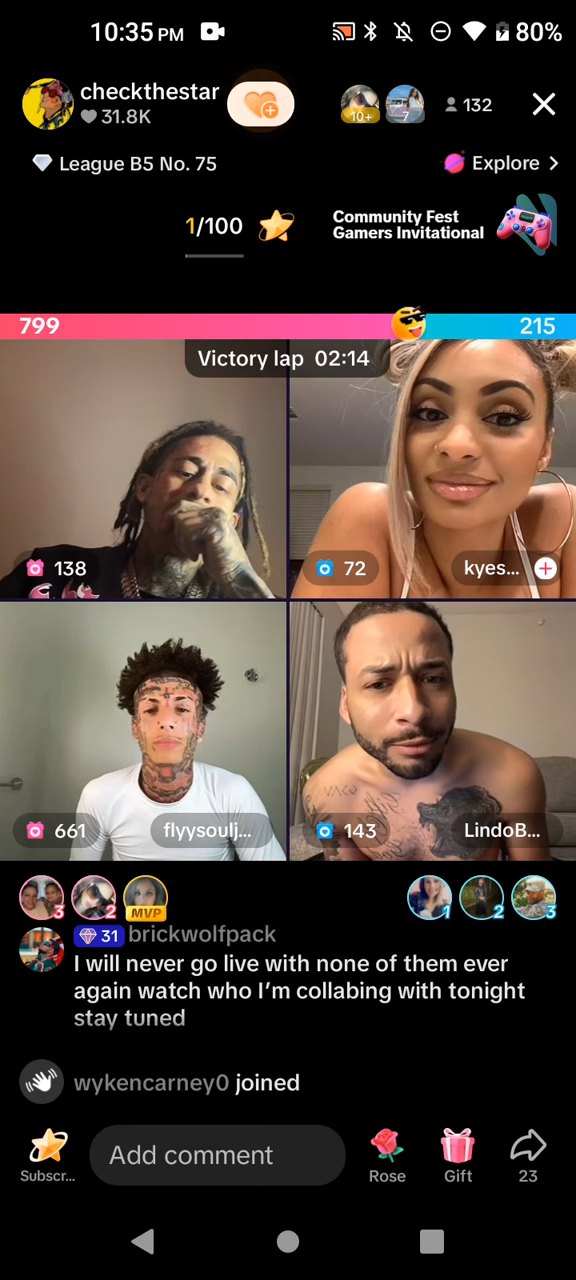 10:35 PM
80%
checkthestar
31.8K
10+
7
132
League B5 No. 75
Explore >
1/100
Community Fest
Gamers Invitational
799
215
Victory lap 02:14
138
72
kyes...
661
flyysoulj...
143
LindoB...
3
2
MVP
1
2
3
31 brickwolfpack
I will never go live with none of them ever
again watch who I'm collabing with tonight
stay tuned
wykencarney0 joined
Subscr...
Add comment
Rose
Gift
23